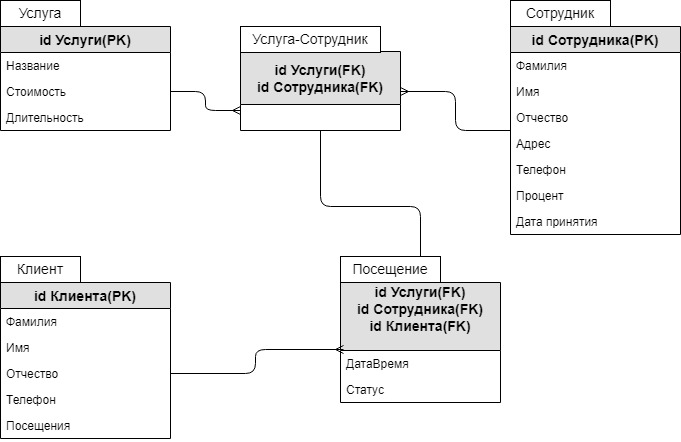 Услуга
id Услуги(PK)
Название
Стоимость
Длительность
Услуга-Сотрудник
id Услуги(FK)
id Сотрудника(FK)
Сотрудник
id Сотрудника(PK)
Фамилия
Имя
Отчество
Адрес
Телефон
Процент
Дата принятия
Клиент
id Клиента(PK)
Фамилия
Имя
Отчество
Телефон
Посещения
Посещение
id Услуги(FK)
id Сотрудника(FK)
id Клиента(FK)
ДатаВремя
Статус